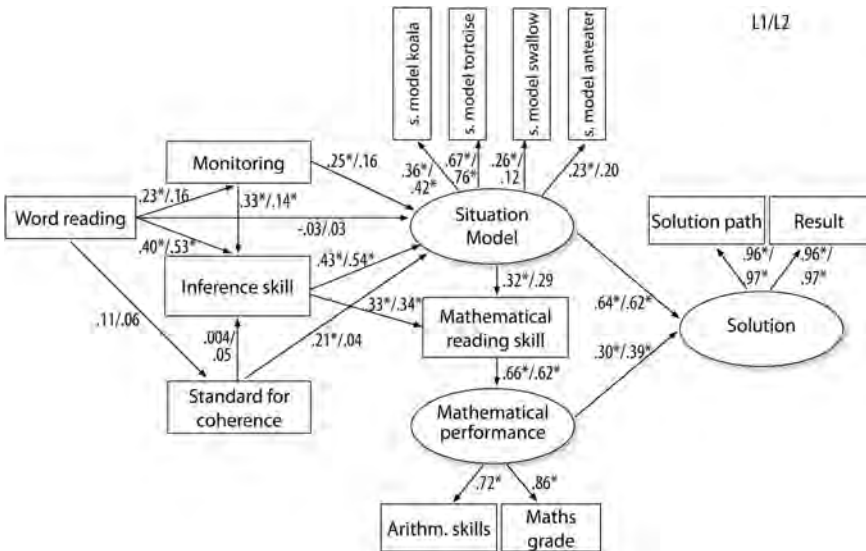 L1/L2
s. model koala
s. model tortoise
s. model swallow
s. model anteater
.36*/
.42*
.67*/
76*
.26*/
.12
.23*/.20
Monitoring
.25*/.16
.23*/.16
.33*/.14*
Word reading
-.03/.03
Situation
Model
Solution path
Result
.40*/.53*
.43*/.54*
.96*/
.97*
.96*/
.97*
Inference skill
.32*/.29
.33*/.34*
.64*/.62*
Mathematical
reading skill
Solution
.11/.06
.004/
.05
.21*/.04
.30*/.39*
.66*/.62*
Standard for
coherence
Mathematical
performance
.72*
.86*
Arithm. skills
Maths
grade